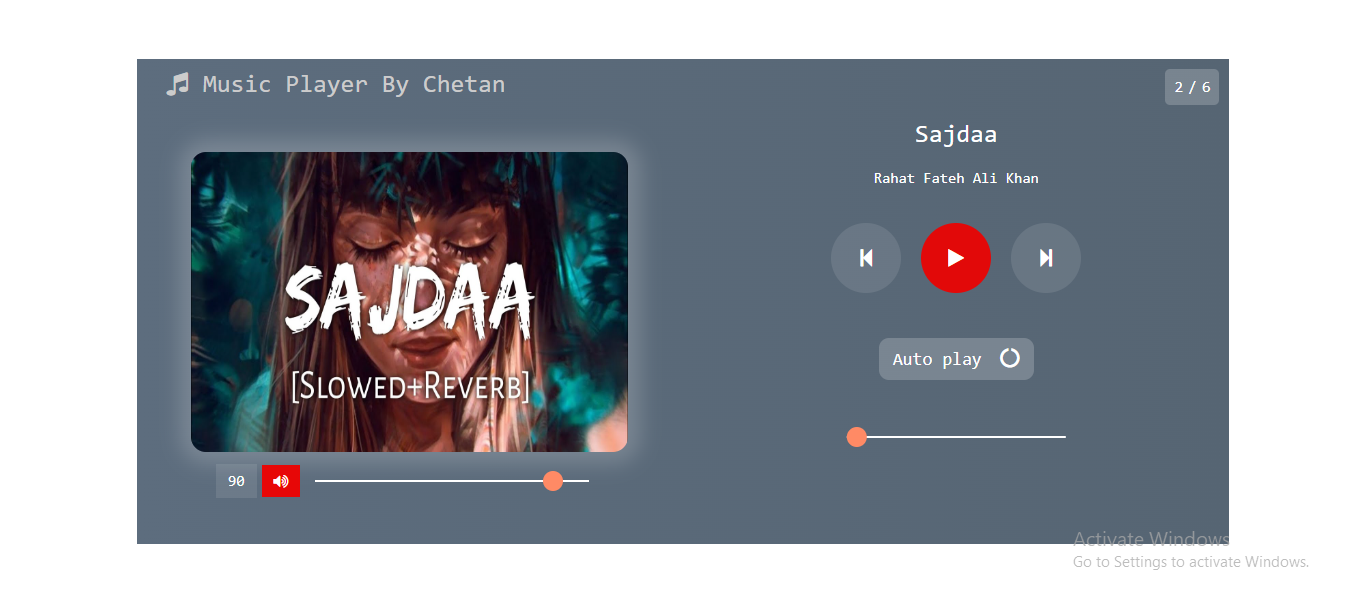 Music Player By Chetan
2 / 6
Sajdaa
Rahat Fateh Ali Khan
SAJDAA
[Slowed+Reverb]
Auto play
90
Activate Windows
Go to Settings to activate Windows.